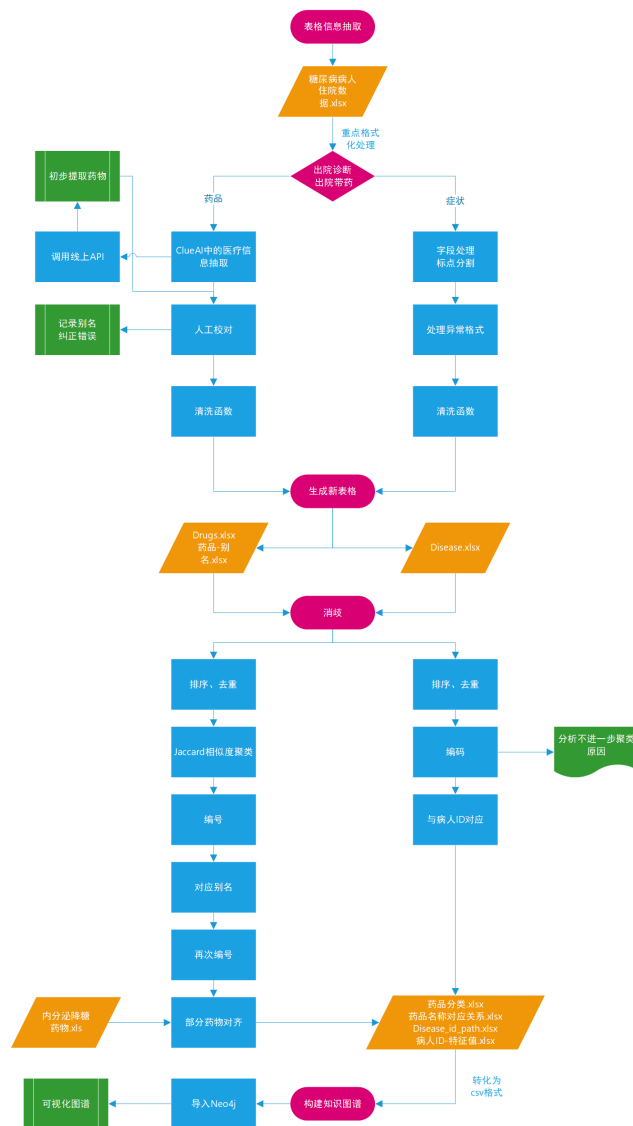 表格信息抽取
糖尿病病人
住院数
据.xlsx
重点格式
化处理
出院诊断
出院带药
初步提取药物
药品
症状
调用线上API
ClueAI中的医疗信
息抽取
字段处理
标点分割
记录别名
纠正错误
人工校对
处理异常格式
清洗函数
清洗函数
生成新表格
Drugs.xlsx
药品-别
名.xlsx
Disease.xlsx
消歧
排序、去重
排序、去重
Jaccard相似度聚类
编码
分析不进一步聚类
原因
编号
与病人ID对应
对应别名
再次编号
内分泌降糖
药物.xls
部分药物对齐
药品分类.xlsx
药品名称对应关系.xlsx
Disease_id_path.xlsx
病人ID-特征值.xlsx
转化为
csv格式
可视化图谱
导入Neo4j
构建知识图谱